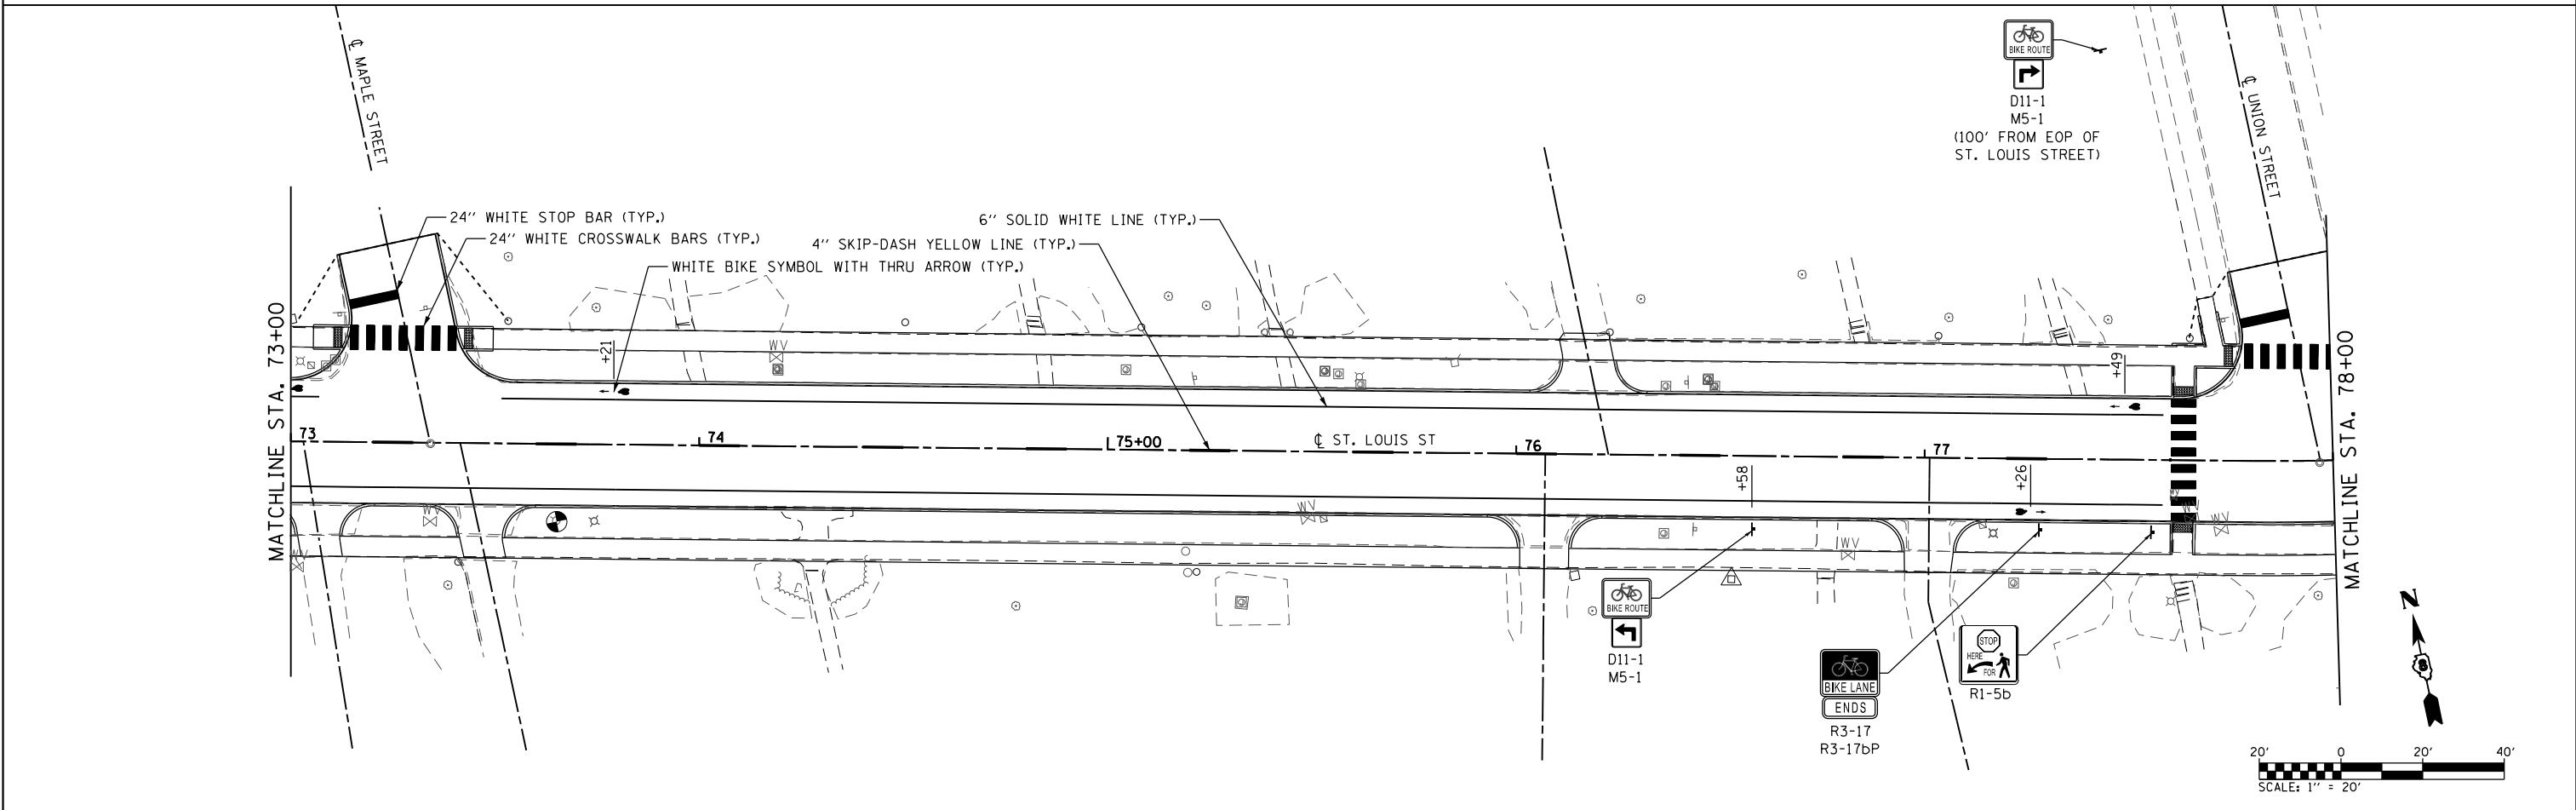 ℄ MAPLE STREET
BIKE ROUTE
D11-1
M5-1
(100' FROM EOP OF
ST. LOUIS STREET)
℄ UNION STREET
24" WHITE STOP BAR (TYP.)
24" WHITE CROSSWALK BARS (TYP.)
6" SOLID WHITE LINE (TYP.)
4" SKIP-DASH YELLOW LINE (TYP.)
WHITE BIKE SYMBOL WITH THRU ARROW (TYP.)
MATCHLINE STA. 73+00
+21
WV
+49
MATCHLINE STA. 78+00
73
74
75+00
℄ ST. LOUIS ST
76
77
+58
+26
WV
WV
WV
WV
WV
WV
WV
BIKE ROUTE
D11-1
M5-1
BIKE LANE
ENDS
R3-17
R3-17bP
STOP
HERE
FOR
R1-5b
N
8
20' 0 20' 40'
SCALE: 1" = 20'